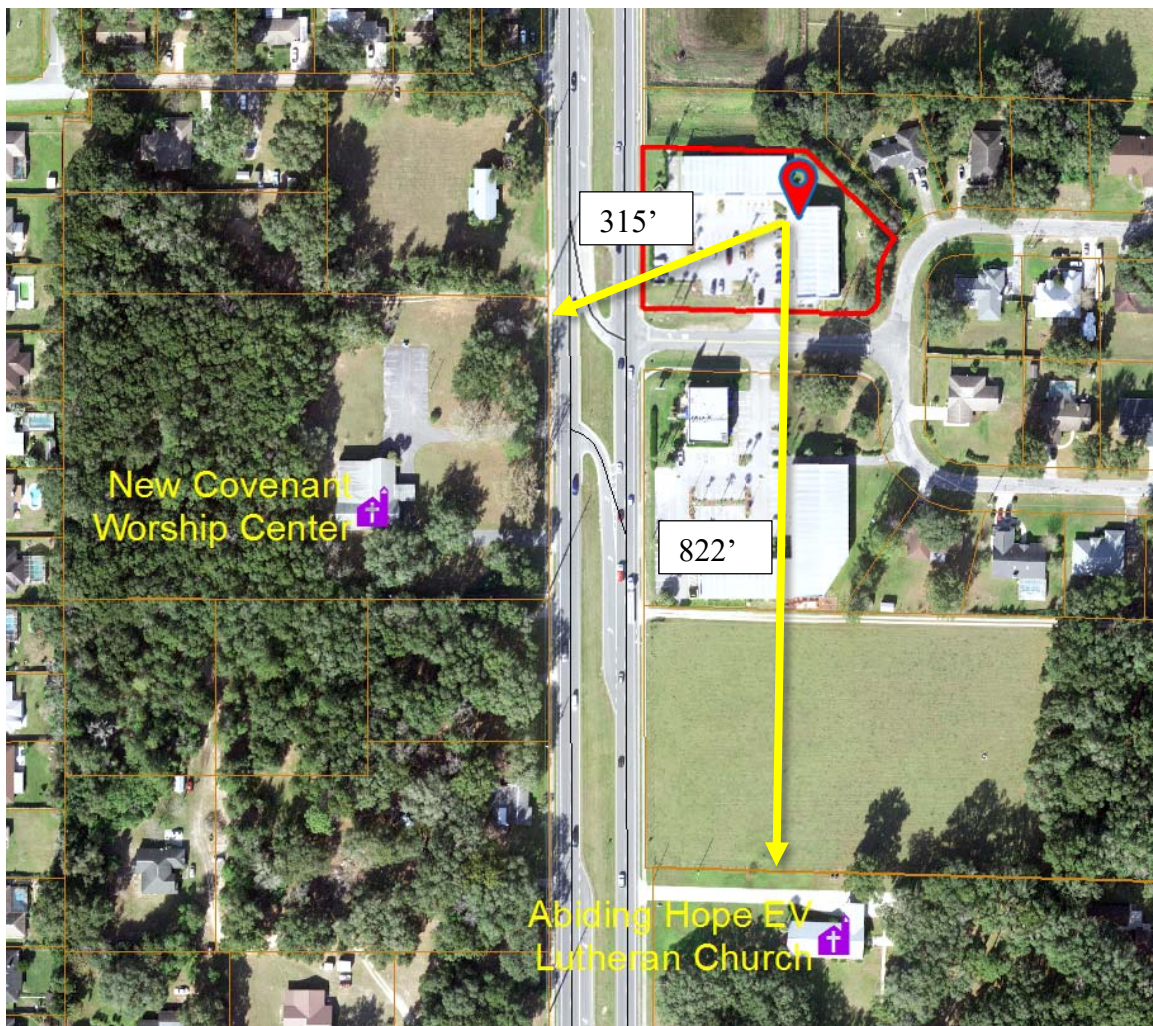 315’
New Covenant
Worship Center
822’
Abiding Hope EV
Lutheran Church